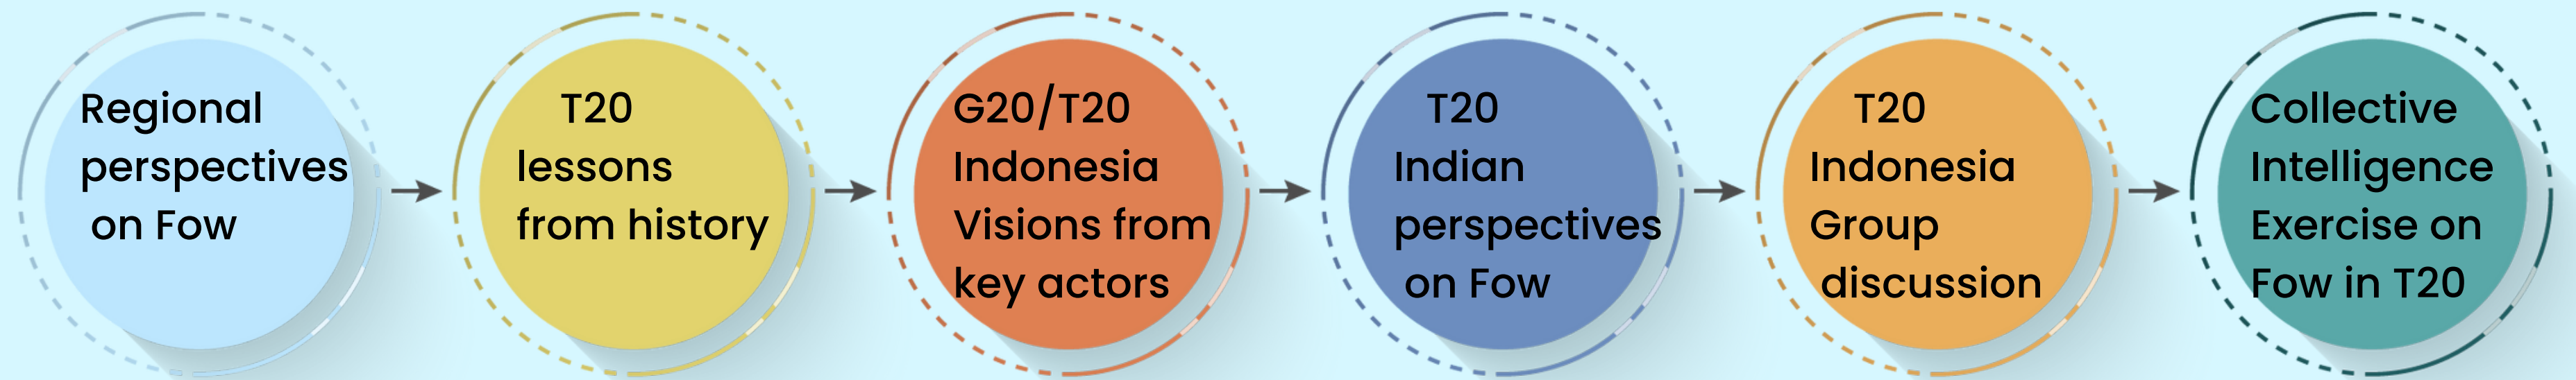 Regional
perspectives
on Fow
T20
lessons
from history
G20/T20
Indonesia
Visions from
key actors
T20
Indian
perspectives
on Fow
T20
Indonesia
Group
discussion
Collective
Intelligence
Exercise on
Fow in T20